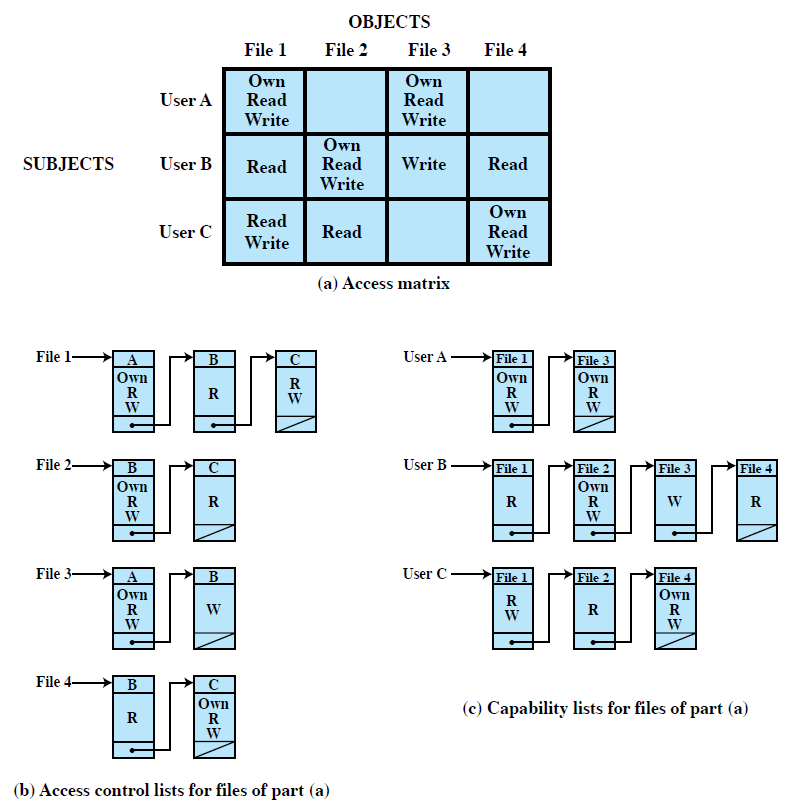 OBJECTS
File 1 File 2 File 3 File 4
User A
Own
Read
Write
Own
Read
Write
SUBJECTS
User B
Read
Own
Read
Write
Write
Read
User C
Read
Write
Read
Own
Read
Write
(a) Access matrix
File 1
A
Own
R
W
B
R
C
R
W
File 2
B
Own
R
W
C
R
File 3
A
Own
R
W
B
W
File 4
B
R
C
Own
R
W
(b) Access control lists for files of part (a)
User A
File 1
Own
R
W
File 3
Own
R
W
User B
File 1
R
File 2
Own
R
W
File 3
W
File 4
R
User C
File 1
R
W
File 2
R
File 4
Own
R
W
(c) Capability lists for files of part (a)